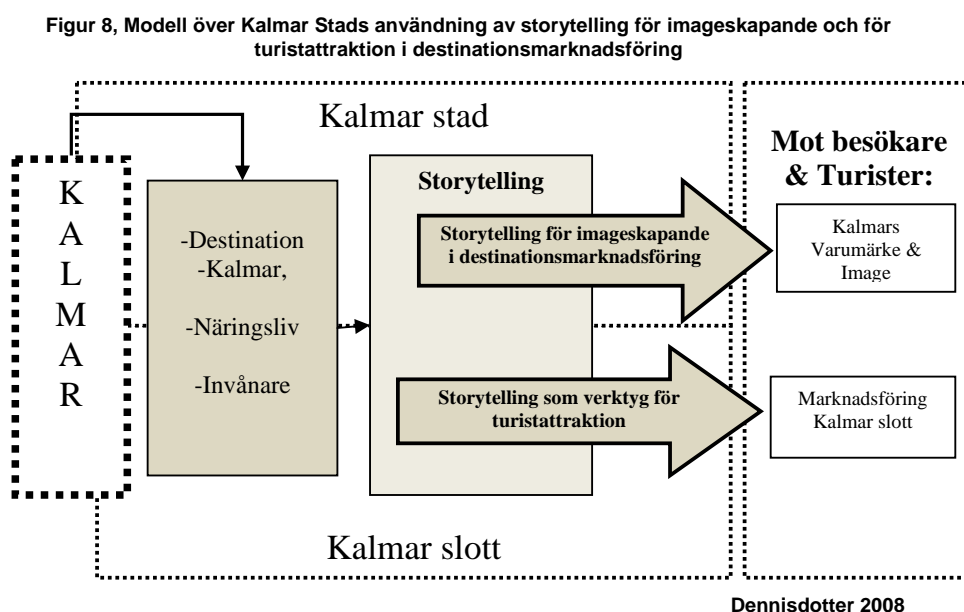 Figur 8, Modell över Kalmar Stads användning av storytelling för imageskapande och för
turistattraktion i destinationsmarknadsföring
Kalmar stad
K
A
L
M
A
R
-Destination
-Kalmar,
-Näringsliv
-Invånare
Storytelling
Storytelling för imageskapande
i destinationsmarknadsföring
Storytelling som verktyg för
turistattraktion
Mot besökare
& Turister:
Kalmars
Varumärke &
Image
Marknadsföring
Kalmar slott
Kalmar slott
Dennisdotter 2008